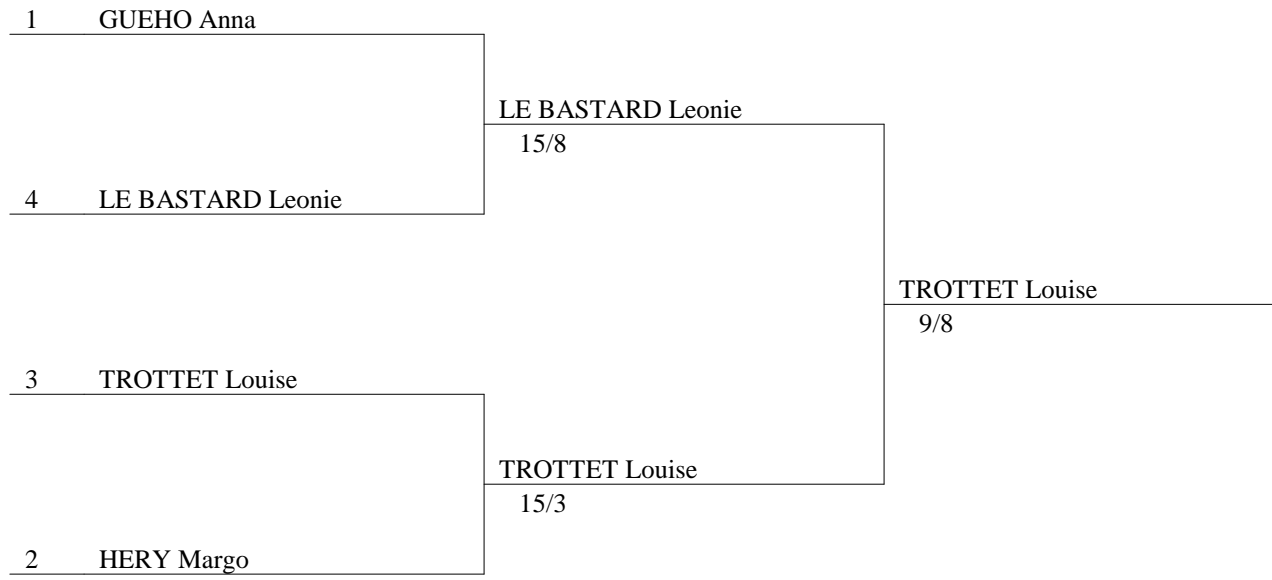 1 GUEHO Anna
LE BASTARD Leonie
15/8
4 LE BASTARD Leonie
TROTTET Louise
9/8
3 TROTTET Louise
TROTTET Louise
15/3
2 HERY Margo